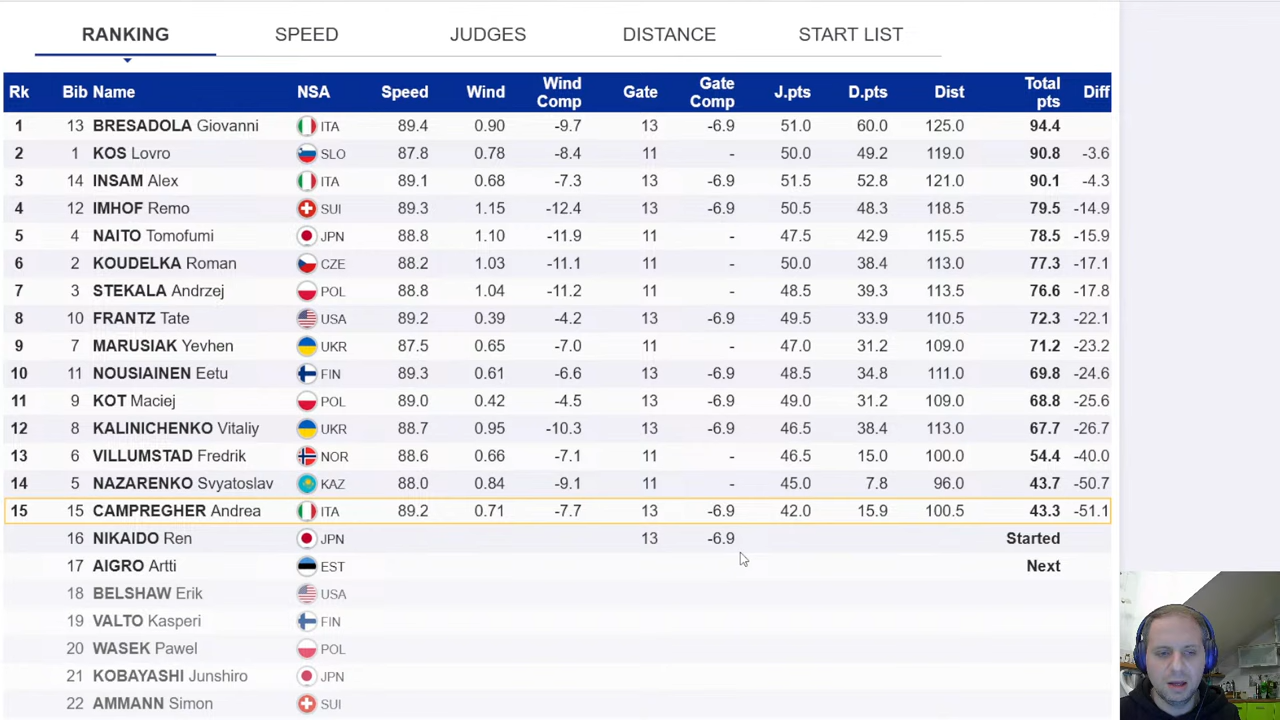 RANKING SPEED JUDGES DISTANCE START LIST
Rk Bib Name NSA Speed Wind Wind Comp Gate Gate Comp J.pts D.pts Dist Total pts Diff
1 13 BRESADOLA Giovanni ITA 89.4 0.90 -9.7 13 -6.9 51.0 60.0 125.0 94.4
2 1 KOS Lovro SLO 87.8 0.78 -8.4 11 - 50.0 49.2 119.0 90.8 -3.6
3 14 INSAM Alex ITA 89.1 0.68 -7.3 13 -6.9 51.5 52.8 121.0 90.1 -4.3
4 12 IMHOF Remo SUI 89.3 1.15 -12.4 13 -6.9 50.5 48.3 118.5 79.5 -14.9
5 4 NAITO Tomofumi JPN 88.8 1.10 -11.9 11 - 47.5 42.9 115.5 78.5 -15.9
6 2 KOUDELKA Roman CZE 88.2 1.03 -11.1 11 - 50.0 38.4 113.0 77.3 -17.1
7 3 STEKALA Andrzej POL 88.8 1.04 -11.2 11 - 48.5 39.3 113.5 76.6 -17.8
8 10 FRANTZ Tate USA 89.2 0.39 -4.2 13 -6.9 49.5 33.9 110.5 72.3 -22.1
9 7 MARUSIAK Yevhen UKR 87.5 0.65 -7.0 11 - 47.0 31.2 109.0 71.2 -23.2
10 11 NOUSIAINEN Eetu FIN 89.3 0.61 -6.6 13 -6.9 48.5 34.8 111.0 69.8 -24.6
11 9 KOT Maciej POL 89.0 0.42 -4.5 13 -6.9 49.0 31.2 109.0 68.8 -25.6
12 8 KALINICHENKO Vitaliy UKR 88.7 0.95 -10.3 13 -6.9 46.5 38.4 113.0 67.7 -26.7
13 6 VILLUMSTAD Fredrik NOR 88.6 0.66 -7.1 11 - 46.5 15.0 100.0 54.4 -40.0
14 5 NAZARENKO Svyatoslav KAZ 88.0 0.84 -9.1 11 - 45.0 7.8 96.0 43.7 -50.7
15 15 CAMPREGHER Andrea ITA 89.2 0.71 -7.7 13 -6.9 42.0 15.9 100.5 43.3 -51.1
16 NIKAIDO Ren JPN 13 -6.9 Started
17 AIGRO Artti EST Next
18 BELSHAW Erik USA
19 VALTO Kasperi FIN
20 WASEK Pawel POL
21 KOBAYASHI Junshiro JPN
22 AMMANN Simon SUI